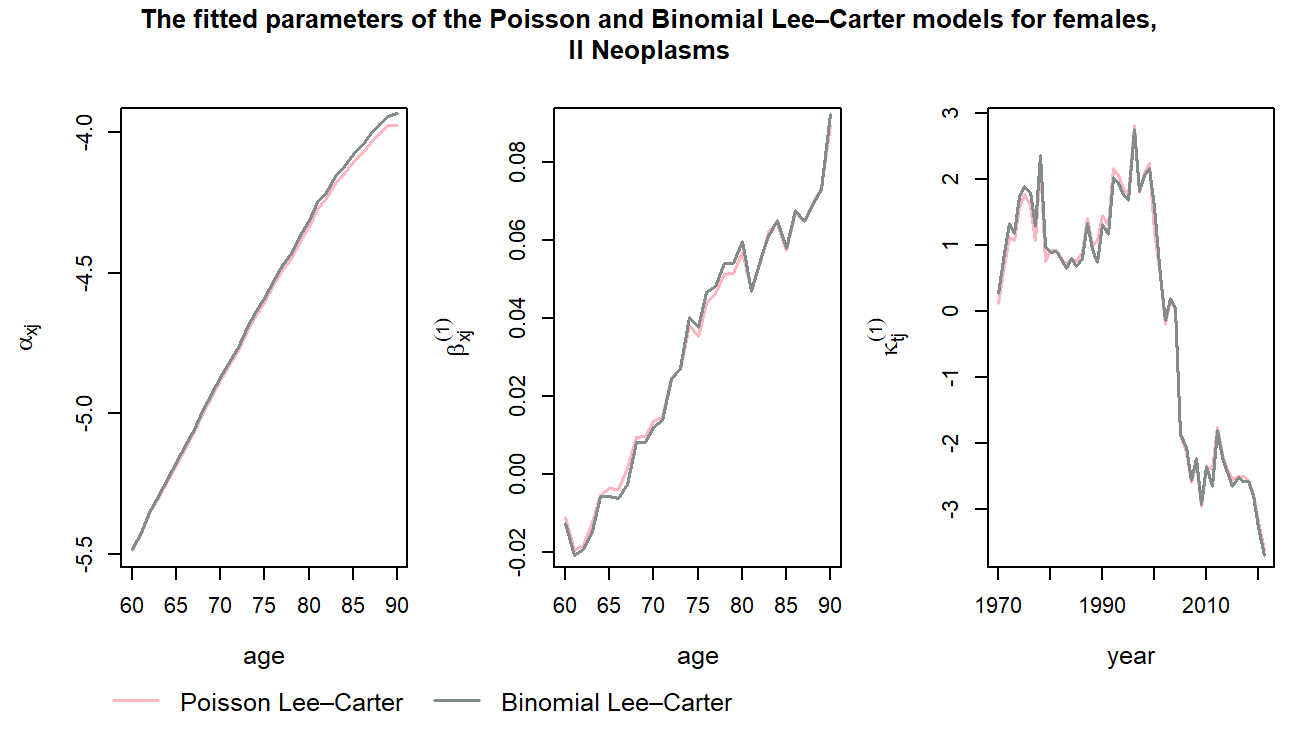 The fitted parameters of the Poisson and Binomial Lee–Carter models for females,
II Neoplasms
αxj
-4.0
-4.5
-5.0
-5.5
60 65 70 75 80 85 90
age
βxj(1)
0.08
0.06
0.04
0.02
0.00
-0.02
60 65 70 75 80 85 90
age
κtj(1)
3
2
1
0
-1
-2
-3
1970 1990 2010
year
Poisson Lee–Carter Binomial Lee–Carter